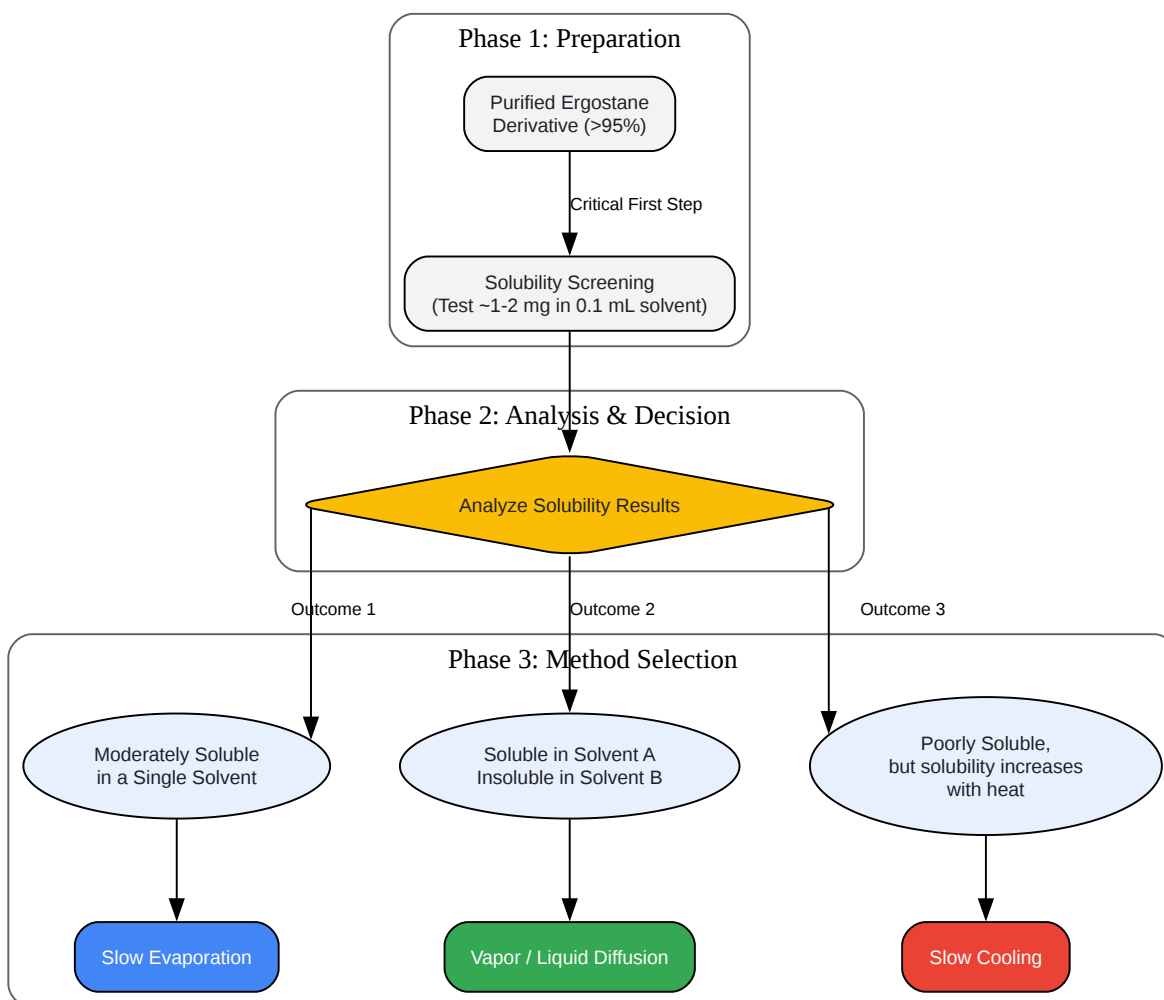 Phase 1: Preparation
Purified Ergostane
Derivative (>95%)
Critical First Step
Solubility Screening
(Test ~1-2 mg in 0.1 mL solvent)
Phase 2: Analysis & Decision
Analyze Solubility Results
Outcome 1
Outcome 2
Outcome 3
Phase 3: Method Selection
Moderately Soluble
in a Single Solvent
Soluble in Solvent A
Insoluble in Solvent B
Poorly Soluble,
but solubility increases
with heat
Slow Evaporation
Vapor / Liquid Diffusion
Slow Cooling